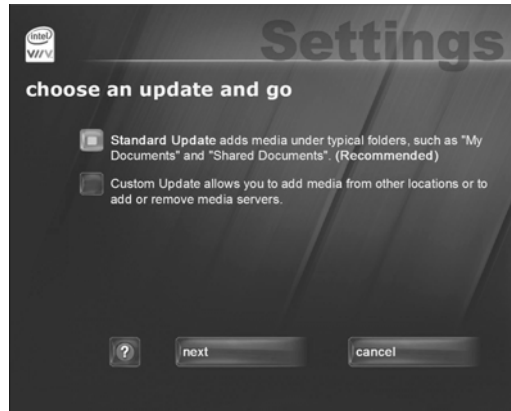 intel
VIIV
Settings
choose an update and go
Standard Update adds media under typical folders, such as "My
Documents" and "Shared Documents". (Recommended)
Custom Update allows you to add media from other locations or to
add or remove media servers.
?
next
cancel